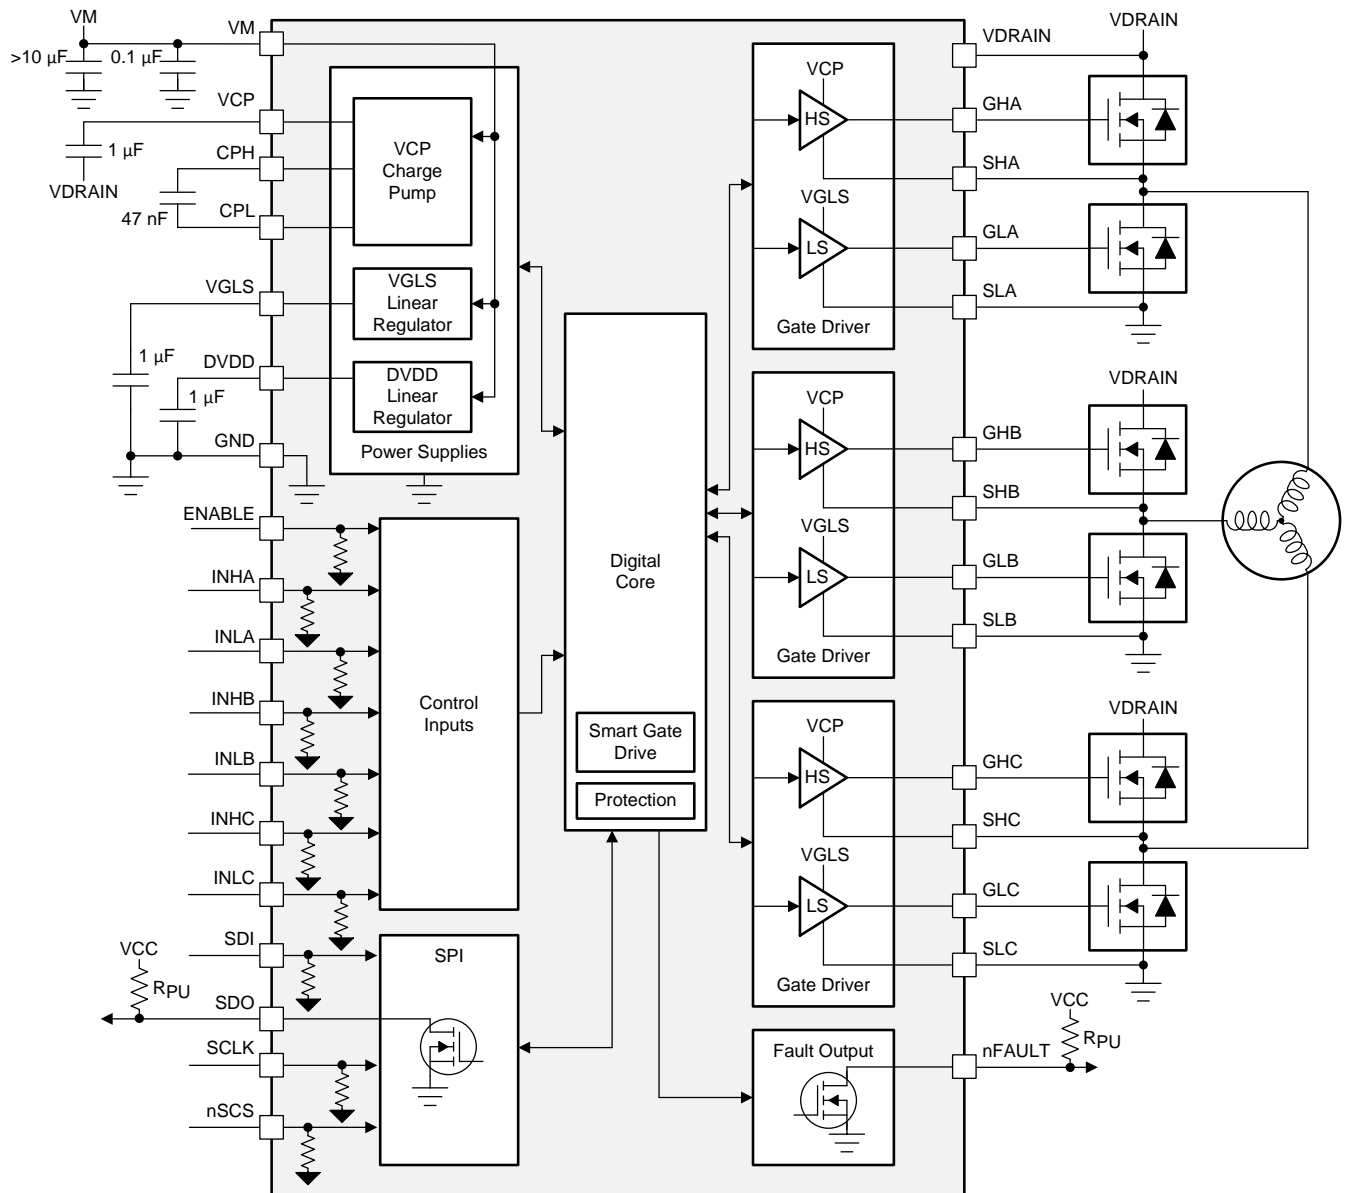 VM
>10 µF
0.1 µF
VM
VCP
1 µF
VDRAIN
CPH
47 nF
CPL
VGLS
1 µF
DVDD
1 µF
GND
VCP
Charge
Pump
VGLS
Linear
Regulator
DVDD
Linear
Regulator
Power Supplies
ENABLE
INHA
INLA
INHB
INLB
INHC
INLC
Control
Inputs
SDI
VCC
RPU
SDO
SCLK
nSCS
SPI
Digital
Core
Smart Gate
Drive
Protection
VCP
HS
VGLS
LS
Gate Driver
VCP
HS
VGLS
LS
Gate Driver
VCP
HS
VGLS
LS
Gate Driver
Fault Output
VDRAIN
VDRAIN
GHA
SHA
GLA
SLA
VDRAIN
GHB
SHB
GLB
SLB
VDRAIN
GHC
SHC
GLC
SLC
VCC
RPU
nFAULT